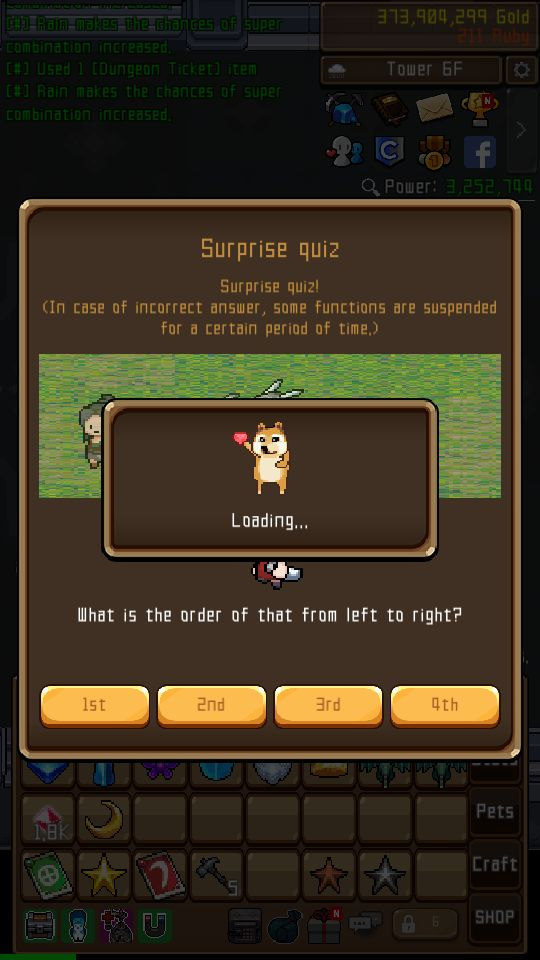 [#] Rain makes the chances of super
combination increased.
[#] Used 1 [Dungeon Ticket] item
[#] Rain makes the chances of super
combination increased.
373,904,299 Gold
211 Ruby
Tower 6F
N
Power: 3,252,744
Surprise quiz
Surprise quiz!
(In case of incorrect answer, some functions are suspended
for a certain period of time.)
Loading...
What is the order of that from left to right?
1st
2nd
3rd
4th
1.8K
Pets
5
Craft
N
6
SHOP